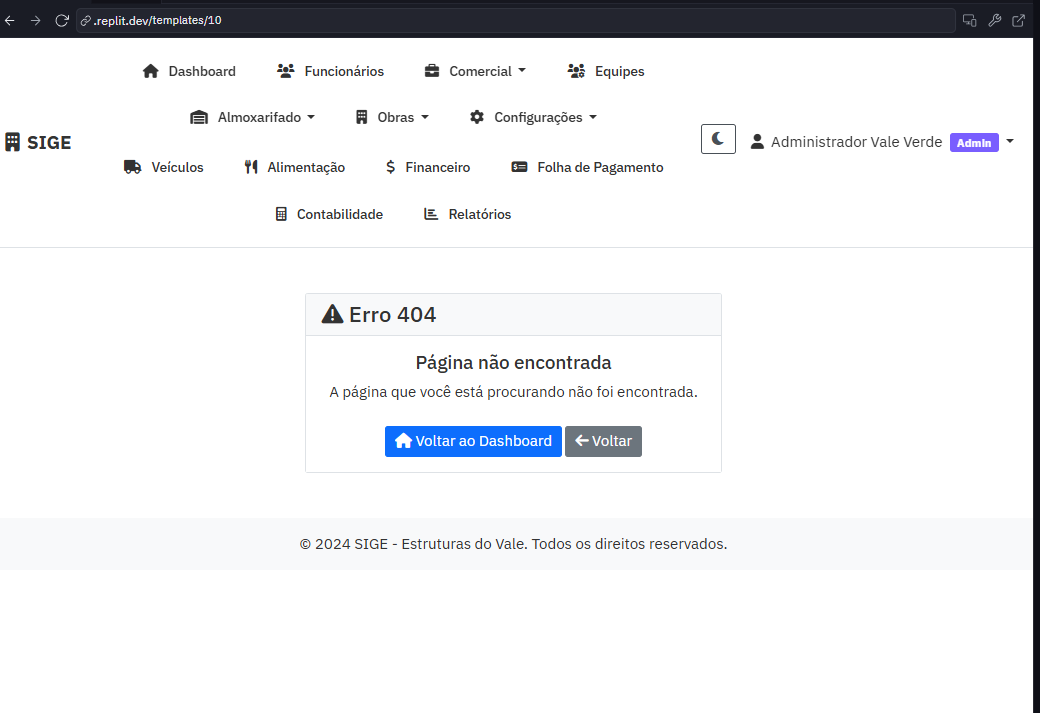 .replit.dev/templates/10
Dashboard Funcionários Comercial Equipes
Almoxarifado Obras Configurações
SIGE
Administrador Vale Verde Admin
Veículos Alimentação Financeiro Folha de Pagamento
Contabilidade Relatórios
Erro 404
Página não encontrada
A página que você está procurando não foi encontrada.
Voltar ao Dashboard Voltar
© 2024 SIGE - Estruturas do Vale. Todos os direitos reservados.